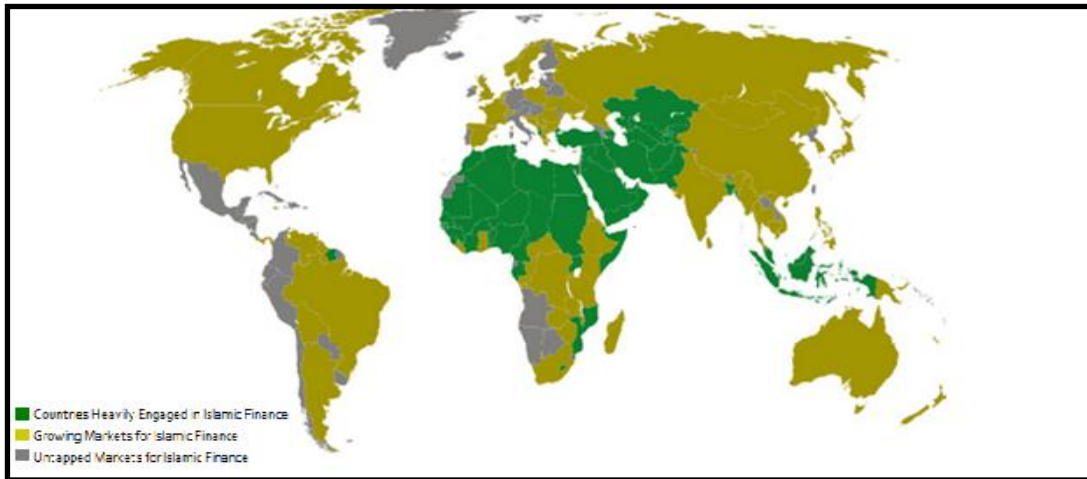 Countries Heavily Engaged in Islamic Finance
Growing Markets for Islamic Finance
Untapped Markets for Islamic Finance